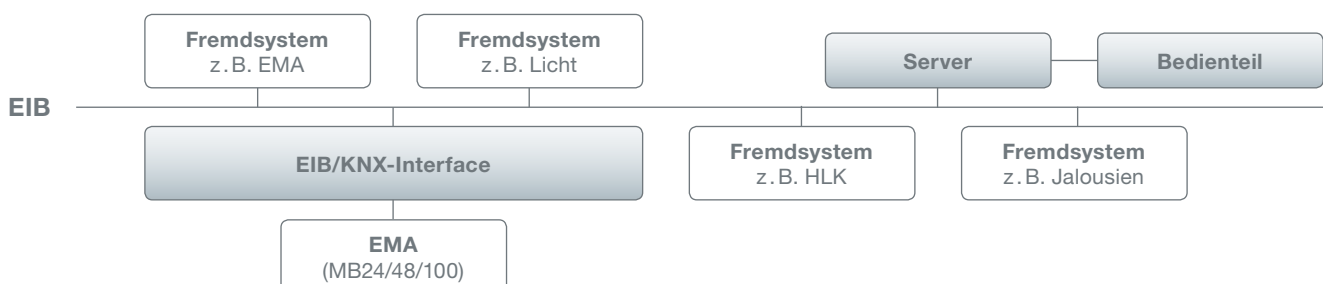 Fremdsystem
z.B. EMA
Fremdsystem
z.B. Licht
Server
Bedienteil
EIB
EIB/KNX-Interface
Fremdsystem
z.B. HLK
Fremdsystem
z.B. Jalousien
EMA
(MB24/48/100)